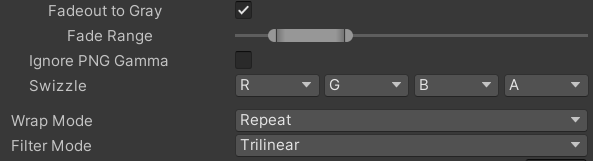 Fadeout to Gray
Fade Range
Ignore PNG Gamma
Swizzle R G B A
Wrap Mode Repeat
Filter Mode Trilinear